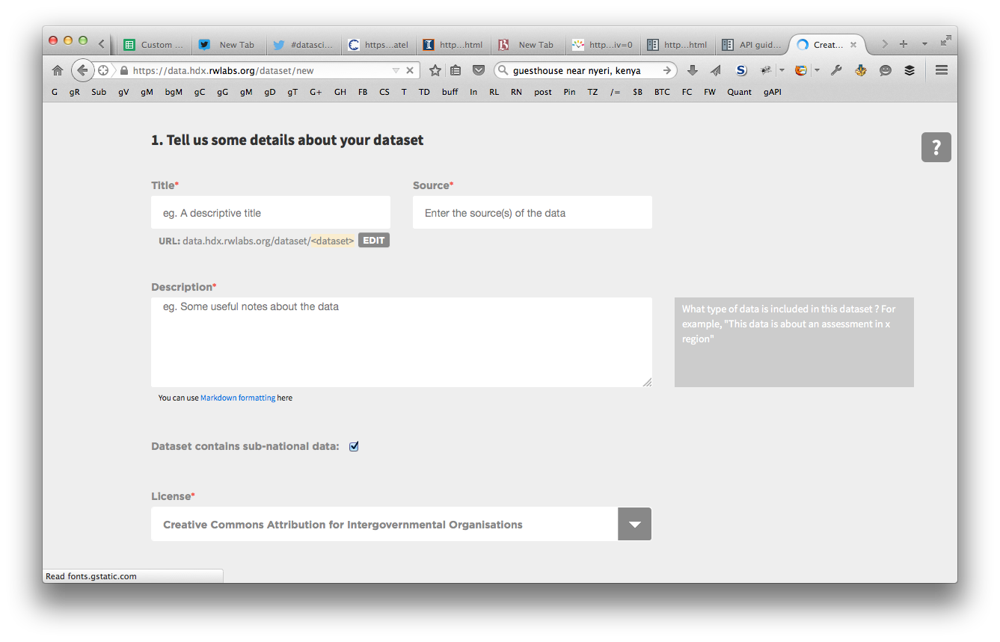 Custom ...
New Tab
#datasci...
https...atel
http...html
New Tab
http...iv=0
http...html
API guid...
Creat...
https://data.hdx.rwlabs.org/dataset/new
guesthouse near nyeri, kenya
G gR Sub gV gM bgM gC gG gM gD gT G+ GH FB CS T TD buff In RL RN post Pin TZ /= $B BTC FC FW Quant gAPI
1. Tell us some details about your dataset
?
Title*
Source*
eg. A descriptive title
Enter the source(s) of the data
URL: data.hdx.rwlabs.org/dataset/<dataset> EDIT
Description*
eg. Some useful notes about the data
What type of data is included in this dataset ? For
example, "This data is about an assessment in x
region"
You can use Markdown formatting here
Dataset contains sub-national data:
License*
Creative Commons Attribution for Intergovernmental Organisations
Read fonts.gstatic.com